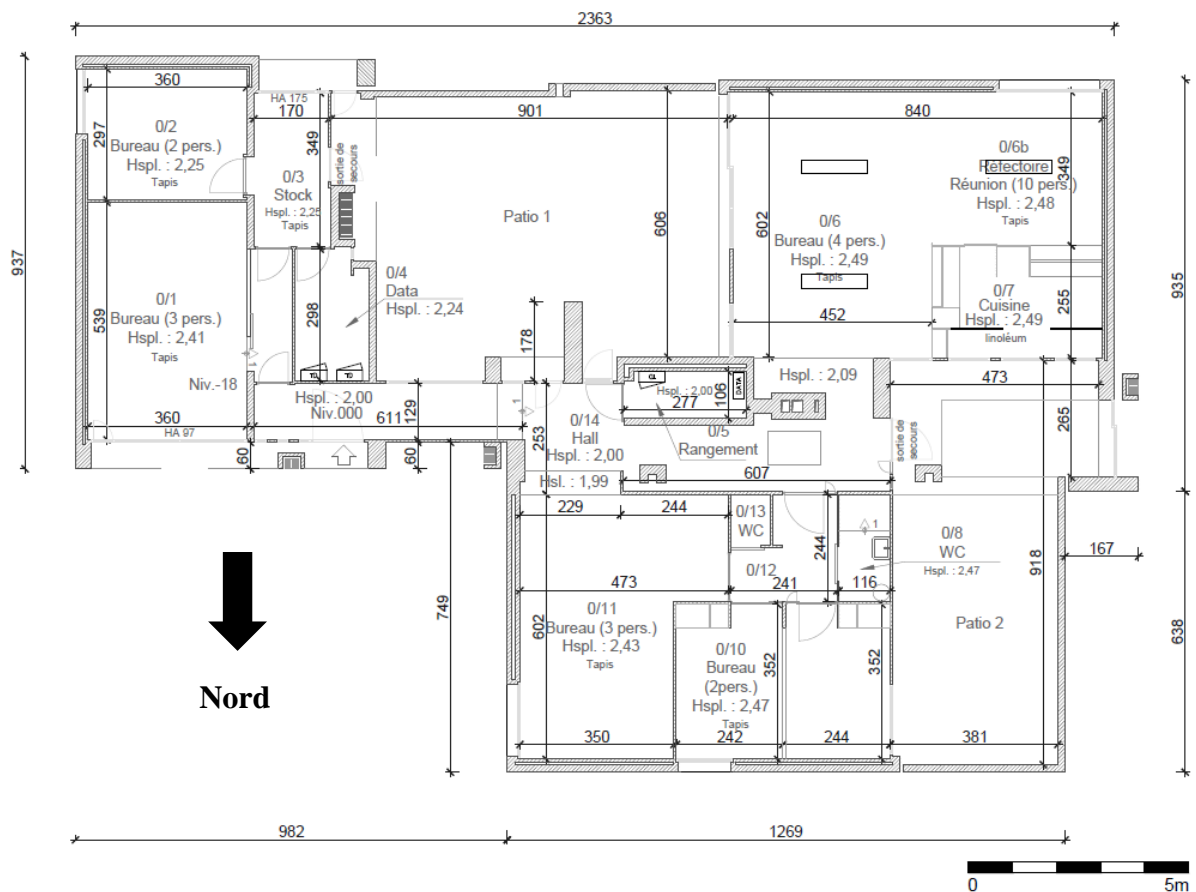 2363
360
HA 175
170
901
840
937
297
0/2
Bureau (2 pers.)
Hspl. : 2,25
Tapis
349
sortie de
secours
0/3
Stock
Hspl. : 2,25
Tapis
Patio 1
606
602
0/6b
Réfectoire
Réunion (10 pers.)
Hspl. : 2,48
Tapis
349
935
0/6
Bureau (4 pers.)
Hspl. : 2,49
Tapis
0/1
Bureau (3 pers.)
Hspl. : 2,41
Tapis
539
0/4
Data
Hspl. : 2,24
298
178
452
0/7
Cuisine
Hspl. : 2,49
linoléum
255
Niv.-18
1
Hspl. : 2,00
Niv.000
611
129
1
Hspl. : 2,00
DATA
106
277
Hspl. : 2,09
473
360
HA 97
60
60
253
0/14
Hall
Hspl. : 2,00
0/5
Rangement
sortie de
secours
265
Hsl. : 1,99
607
229
244
0/13
WC
244
1
0/8
WC
Hspl. : 2,47
918
167
473
0/12
241
116
749
602
0/11
Bureau (3 pers.)
Hspl. : 2,43
Tapis
0/10
Bureau
(2pers.)
Hspl. : 2,47
Tapis
352
352
Patio 2
638
Nord
350
242
244
381
982
1269
0
5m